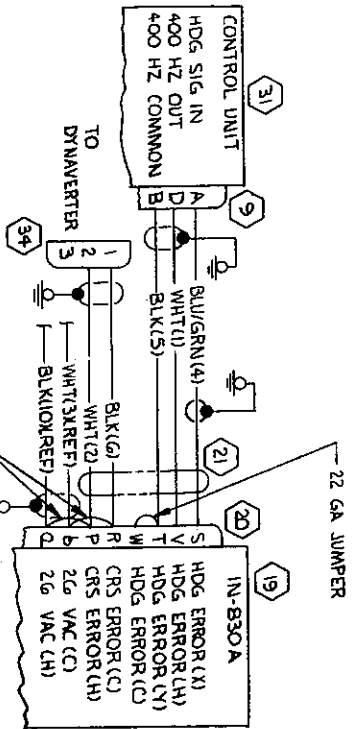 CONTROL UNIT
HDG SIG IN
400 HZ OUT
400 HZ COMMON
31
9
A
D
B
BLU/GRN(4)
WHT(1)
BLK(5)
22 GA JUMPER
21
20
19
IN-830A
S HDG ERROR(X)
V HDG ERROR(H)
T HDG ERROR(Y)
W HDG ERROR(C)
R CRS ERROR(C)
P CRS ERROR(H)
b 26 VAC (C)
26 VAC (H)
TO
DYNAVERTER
34
1
2
3
BLK(6)
WHT(2)
WHT(3)(REF)
BLK(10)(REF)